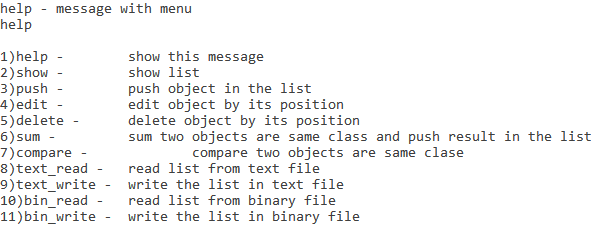 help - message with menu
help
1)help - show this message
2)show - show list
3)push - push object in the list
4)edit - edit object by its position
5)delete - delete object by its position
6)sum - sum two objects are same class and push result in the list
7)compare - compare two objects are same clase
8)text_read - read list from text file
9)text_write - write the list in text file
10)bin_read - read list from binary file
11)bin_write - write the list in binary file